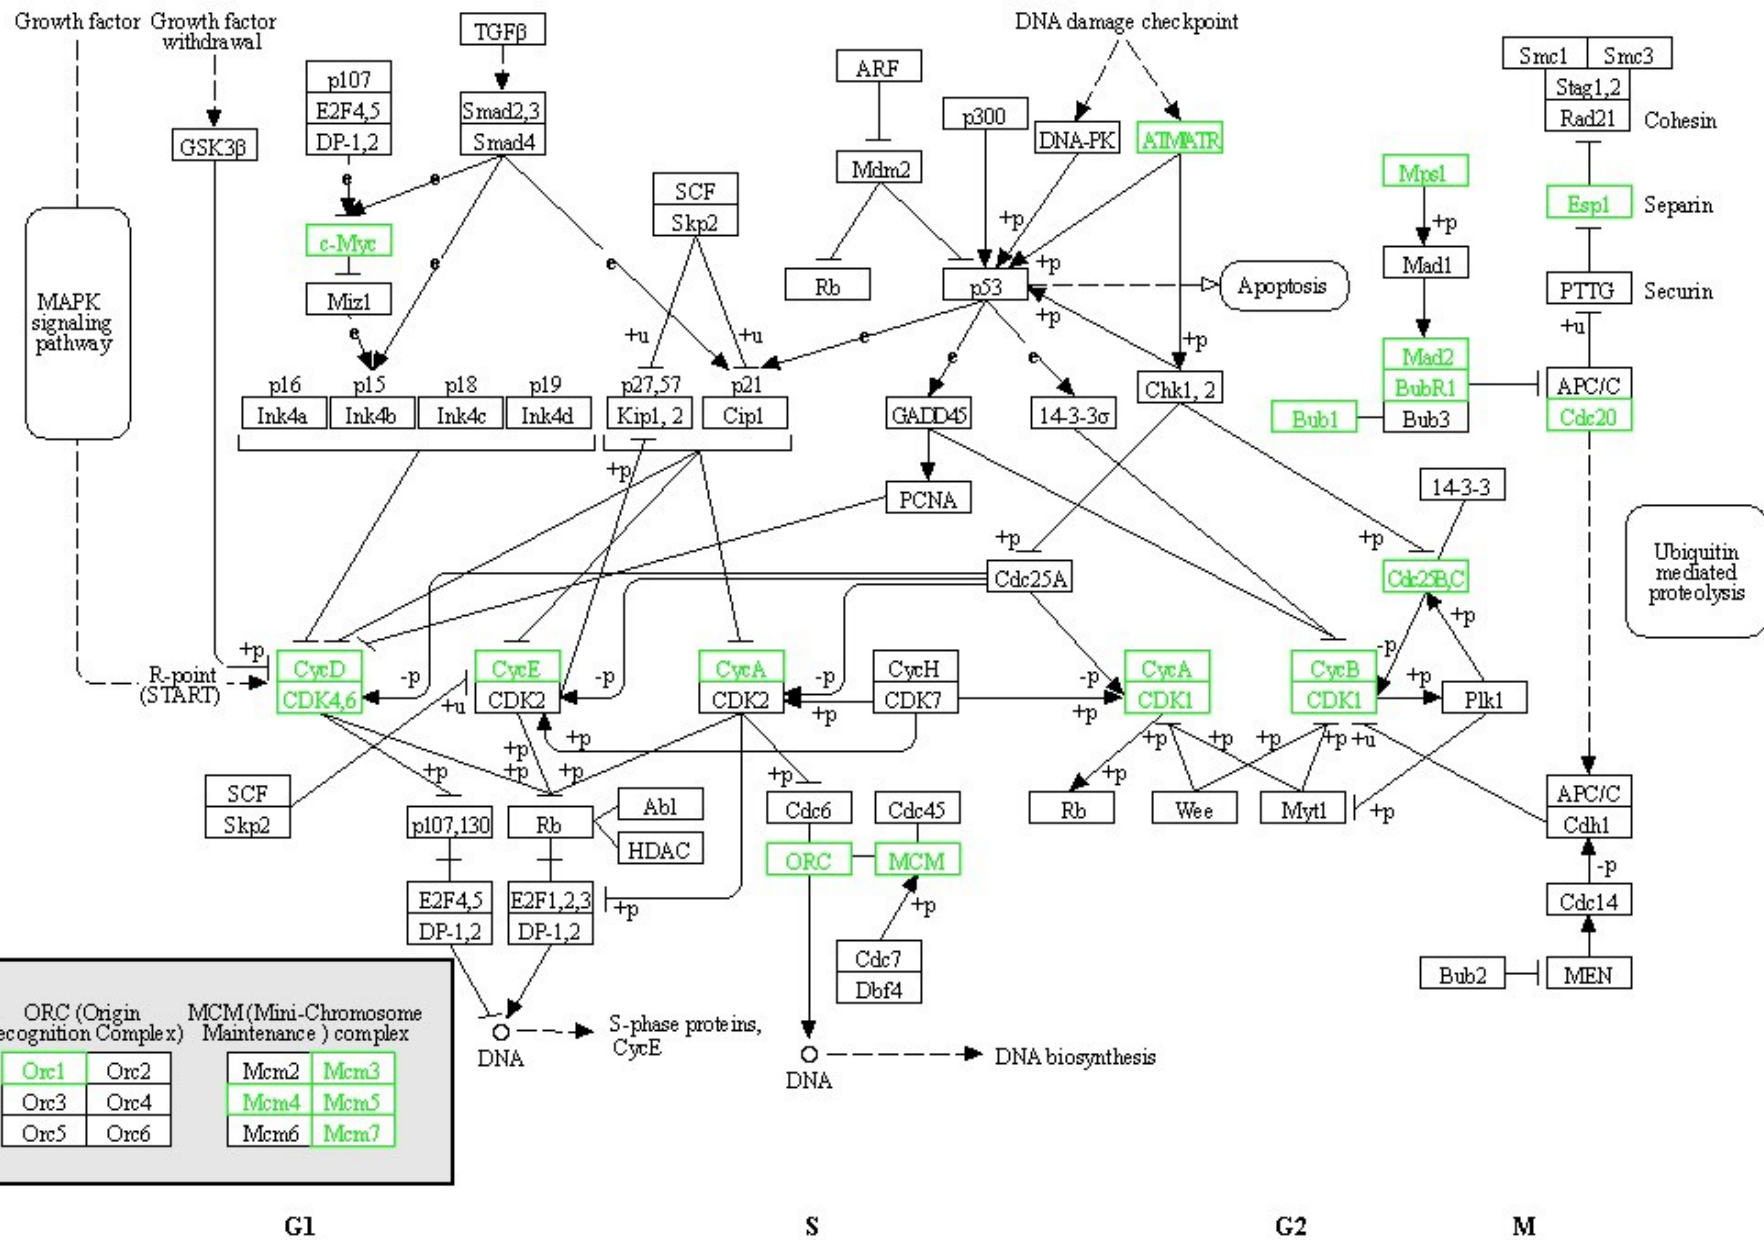 Growth factor
Growth factor
withdrawal
TGFβ
DNA damage checkpoint
p107
E2F4,5
DP-1,2
GSK3β
Smad2,3
Smad4
ARF
p300
DNA-PK
ATM/ATR
Smc1
Smc3
Stag1,2
Rad21
Cohesin
e
e
c-Myc
SCF
Skp2
Mdm2
Mps1
Esp1
Separin
+p
+p
Mad1
MAPK
signaling
pathway
Miz1
e
e
e
Rb
p53
+p
+p
Apoptosis
PTTG
Securin
+u
+u
+u
e
e
e
+p
Mad2
BubR1
Bub3
Bub1
APC/C
Cdc20
p16
Ink4a
p15
Ink4b
p18
Ink4c
p19
Ink4d
p27,57
Kip1, 2
p21
Cip1
GADD45
14-3-3σ
Chk1, 2
+p
PCNA
14-3-3
+p
+p
Cdc25A
Cdc25B,C
Ubiquitin
mediated
proteolysis
+p
R-point
(START)
CycD
CDK4,6
-p
CycE
CDK2
-p
CycA
CDK2
-p
+p
CycH
CDK7
-p
+p
CycA
CDK1
CycB
CDK1
-p
+p
+p
Plk1
+u
+p
+p
+p
+p
+p
+p
+p
+p
+p
+p
+p
+u
SCF
Skp2
p107,130
Rb
Abl
HDAC
Cdc6
Cdc45
Rb
Wee
Myt1
+p
APC/C
Cdh1
ORC
MCM
-p
E2F4,5
DP-1,2
E2F1,2,3
DP-1,2
+p
+p
Cdc7
Dbf4
Cdc14
Bub2
MEN
DNA
S-phase proteins,
CycE
DNA
DNA biosynthesis
ORC (Origin
ecognition Complex)
MCM (Mini-Chromosome
Maintenance ) complex
Orc1
Orc2
Mcm2
Mcm3
Orc3
Orc4
Mcm4
Mcm5
Orc5
Orc6
Mcm6
Mcm7
G1
S
G2
M